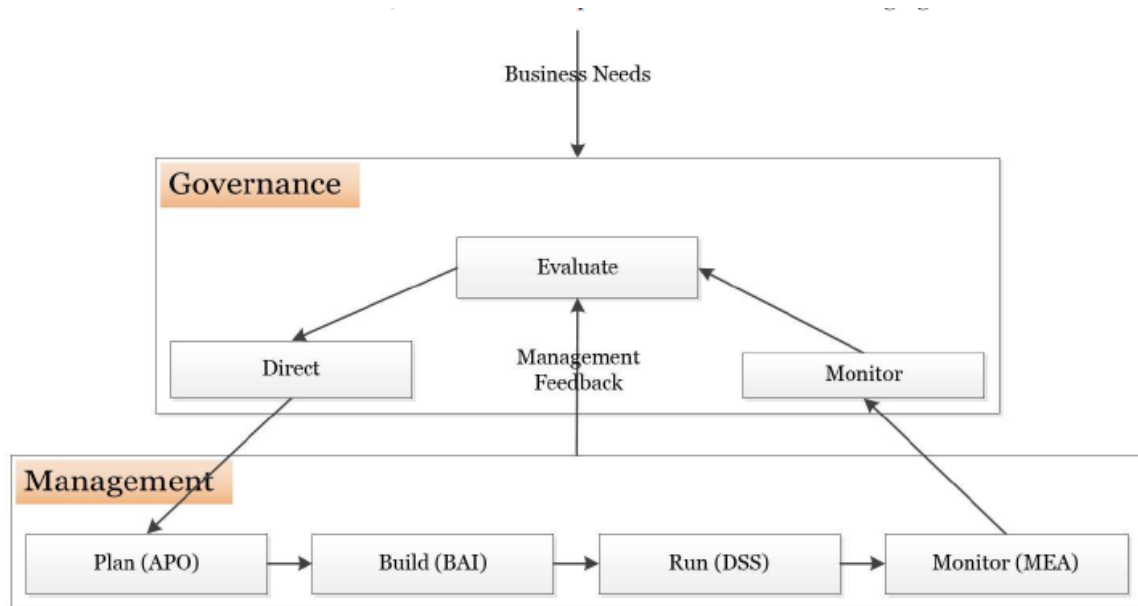 Business Needs
Governance
Evaluate
Direct
Management
Feedback
Monitor
Management
Plan (APO)
Build (BAI)
Run (DSS)
Monitor (MEA)